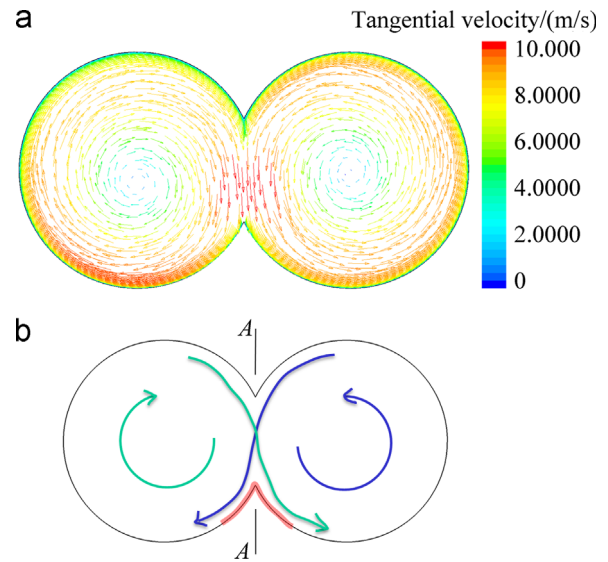 a
Tangential velocity/(m/s)
10.000
8.0000
6.0000
4.0000
2.0000
0
b
A
A